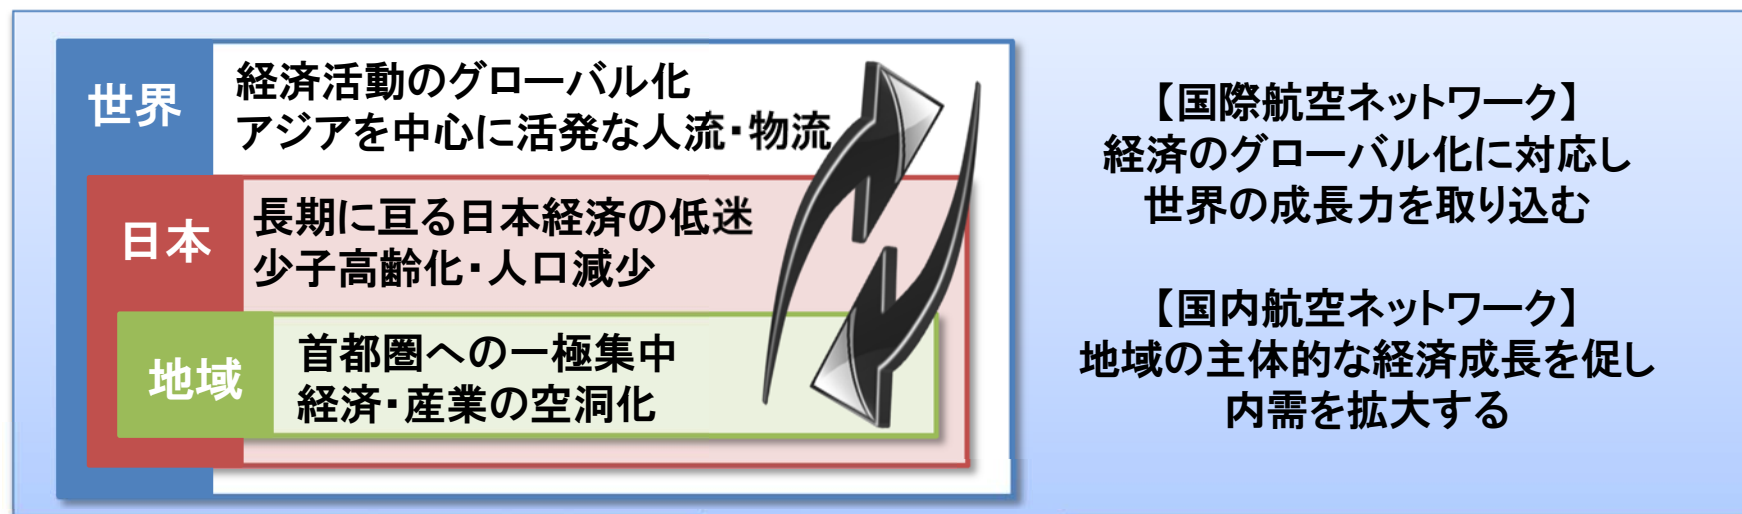 世界
経済活動のグローバル化
アジアを中心に活発な人流・物流
日本
長期に亘る日本経済の低迷
少子高齢化・人口減少
地域
首都圏への一極集中
経済・産業の空洞化
【国際航空ネットワーク】
経済のグローバル化に対応し
世界の成長力を取り込む
【国内航空ネットワーク】
地域の主体的な経済成長を促し
内需を拡大する